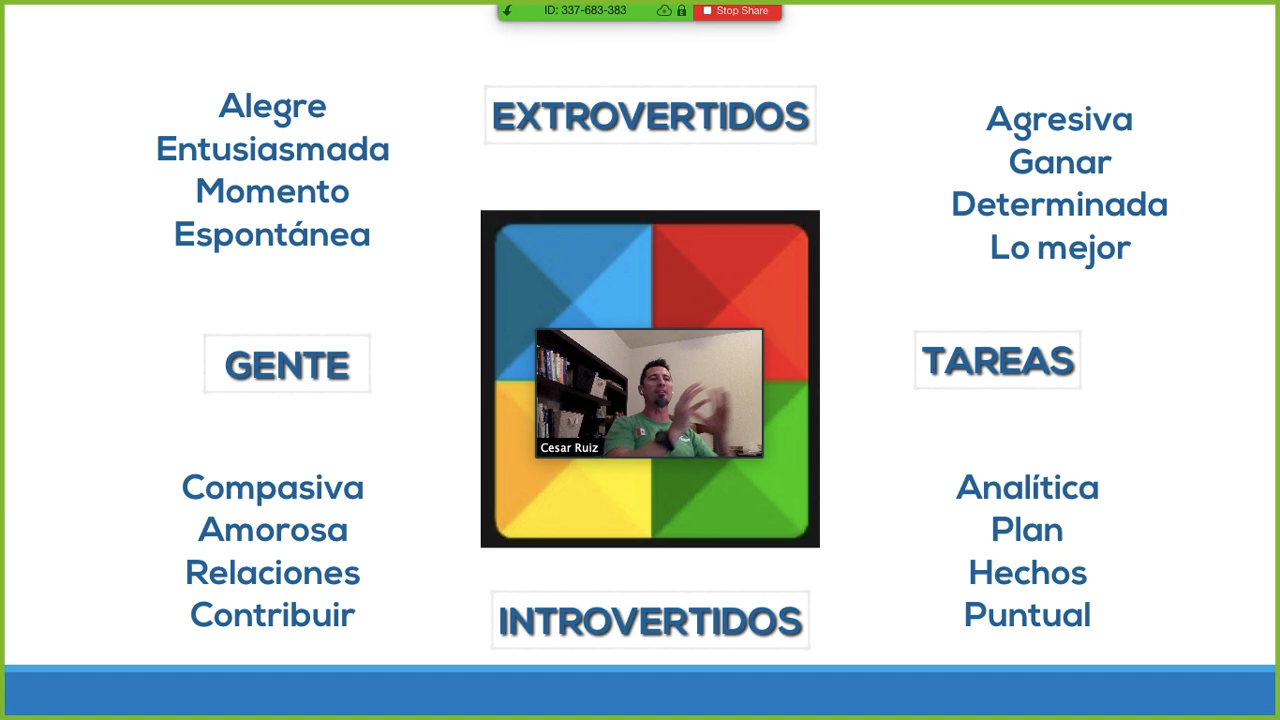 ID: 337-683-383
Stop Share
Alegre
Entusiasmada
Momento
Espontánea
EXTROVERTIDOS
Agresiva
Ganar
Determinada
Lo mejor
GENTE
TAREAS
Cesar Ruiz
Compasiva
Amorosa
Relaciones
Contribuir
INTROVERTIDOS
Analítica
Plan
Hechos
Puntual